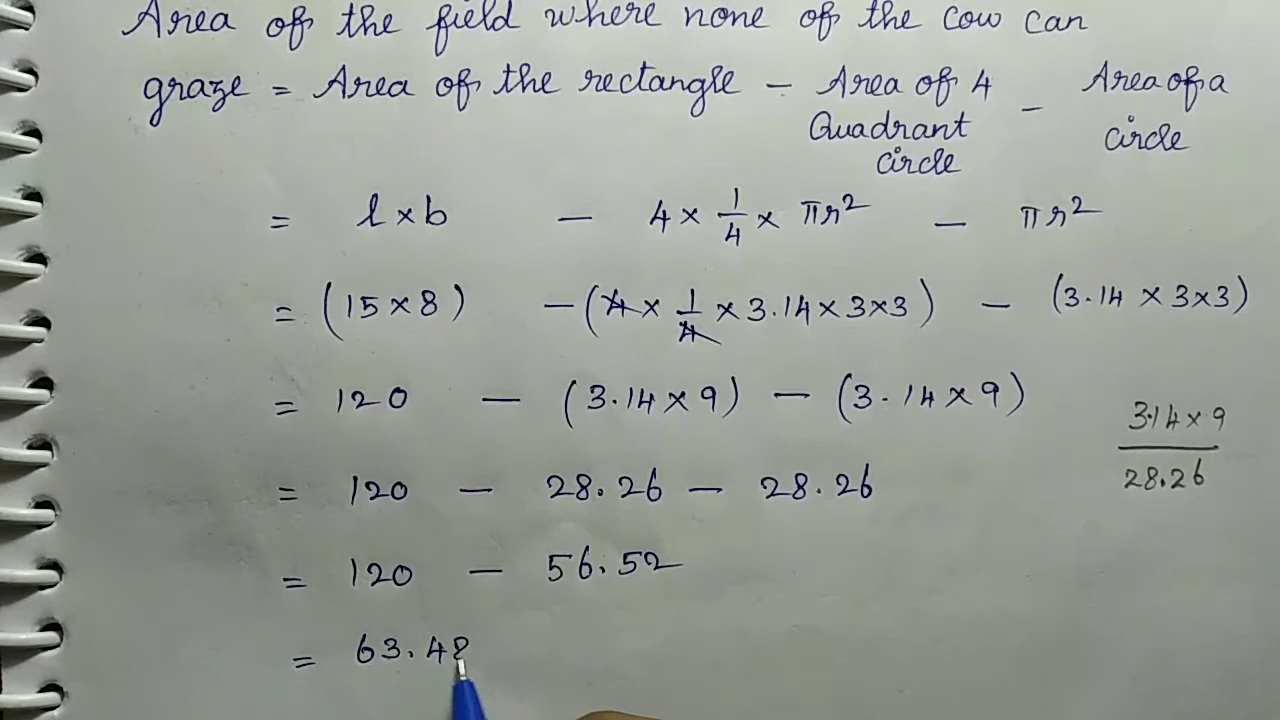 Area of the field where none of the cow can
graze = Area of the rectangle - Area of 4 Quadrant circle - Area of a circle
= l × b - 4 × 1/4 × πr² - πr²
= (15 × 8) - (4 × 1/4 × 3.14 × 3 × 3) - (3.14 × 3 × 3)
= 120 - (3.14 × 9) - (3.14 × 9)
3.14 × 9
28.26
= 120 - 28.26 - 28.26
= 120 - 56.52
= 63.48